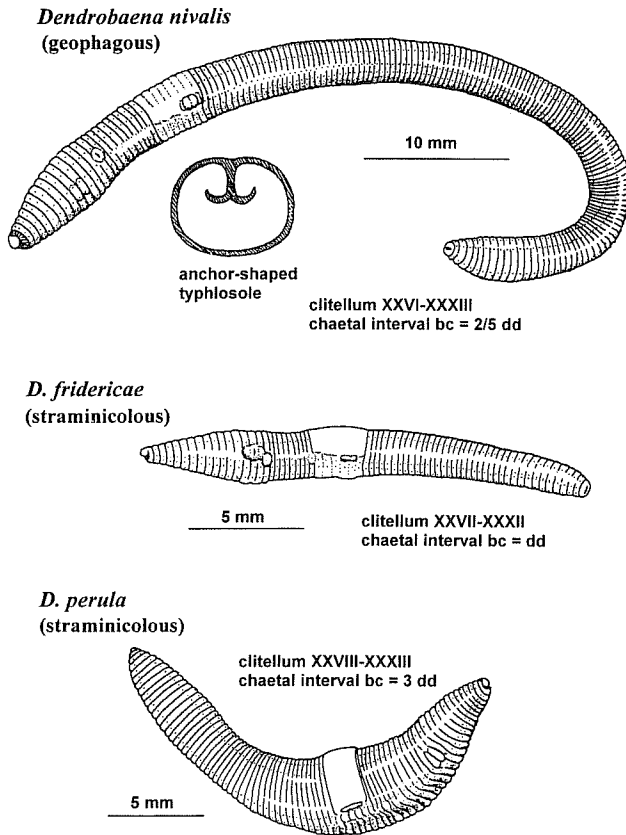 Dendrobaena nivalis
(geophagous)
10 mm
anchor-shaped
typhlosole
clitellum XXVI-XXXIII
chaetal interval bc = 2/5 dd
D. fridericae
(straminicolous)
5 mm
clitellum XXVII-XXXII
chaetal interval bc = dd
D. perula
(straminicolous)
clitellum XXVIII-XXXIII
chaetal interval bc = 3 dd
5 mm